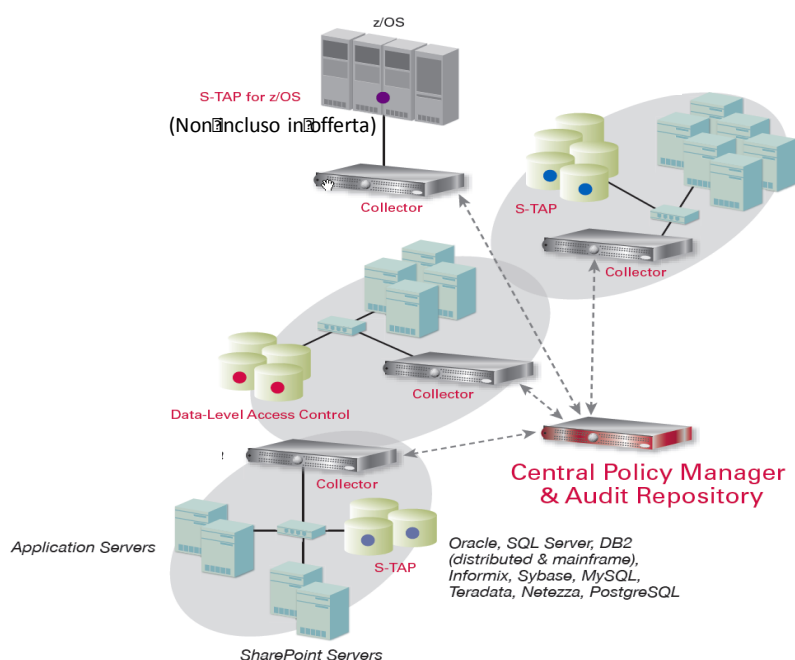 z/OS
S-TAP for z/OS
(Non incluso in offerta)
Collector
S-TAP
Collector
Collector
Data-Level Access Control
Central Policy Manager
& Audit Repository
Collector
Application Servers
S-TAP
Oracle, SQL Server, DB2
(distributed & mainframe),
Informix, Sybase, MySQL,
Teradata, Netezza, PostgreSQL
SharePoint Servers